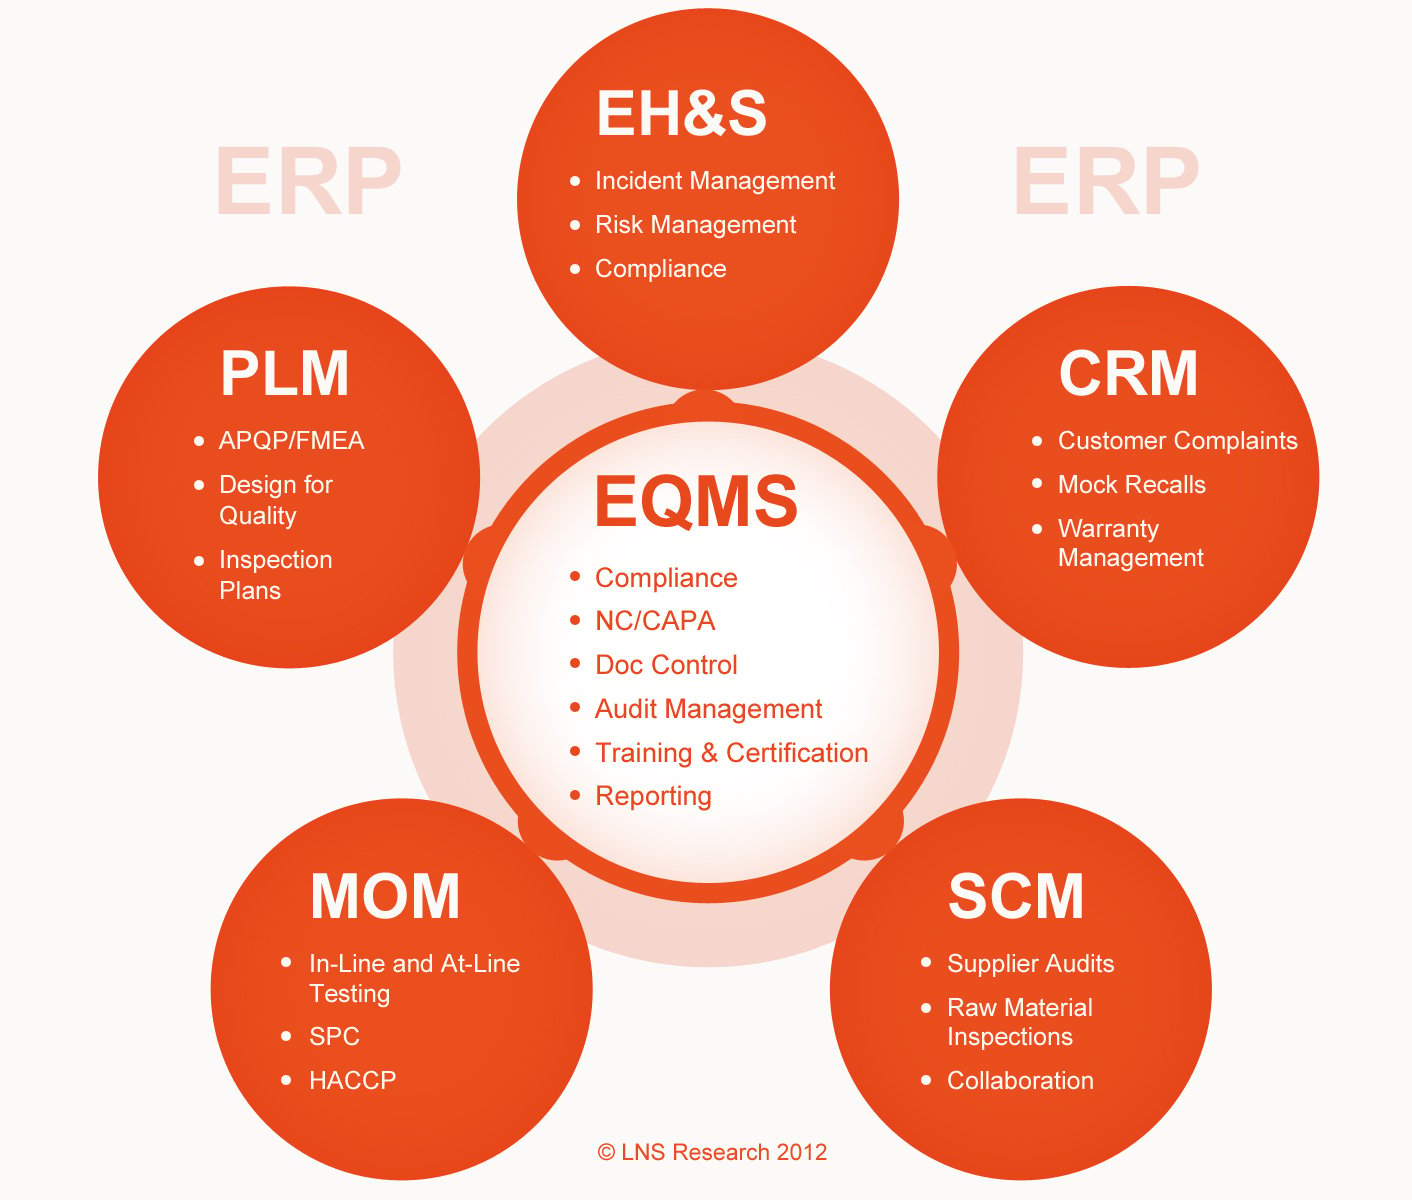 EH&S
Incident Management
Risk Management
Compliance
ERP
ERP
PLM
APQP/FMEA
Design for
Quality
Inspection
Plans
CRM
Customer Complaints
Mock Recalls
Warranty
Management
EQMS
Compliance
NC/CAPA
Doc Control
Audit Management
Training & Certification
Reporting
MOM
In-Line and At-Line
Testing
SPC
HACCP
SCM
Supplier Audits
Raw Material
Inspections
Collaboration
© LNS Research 2012